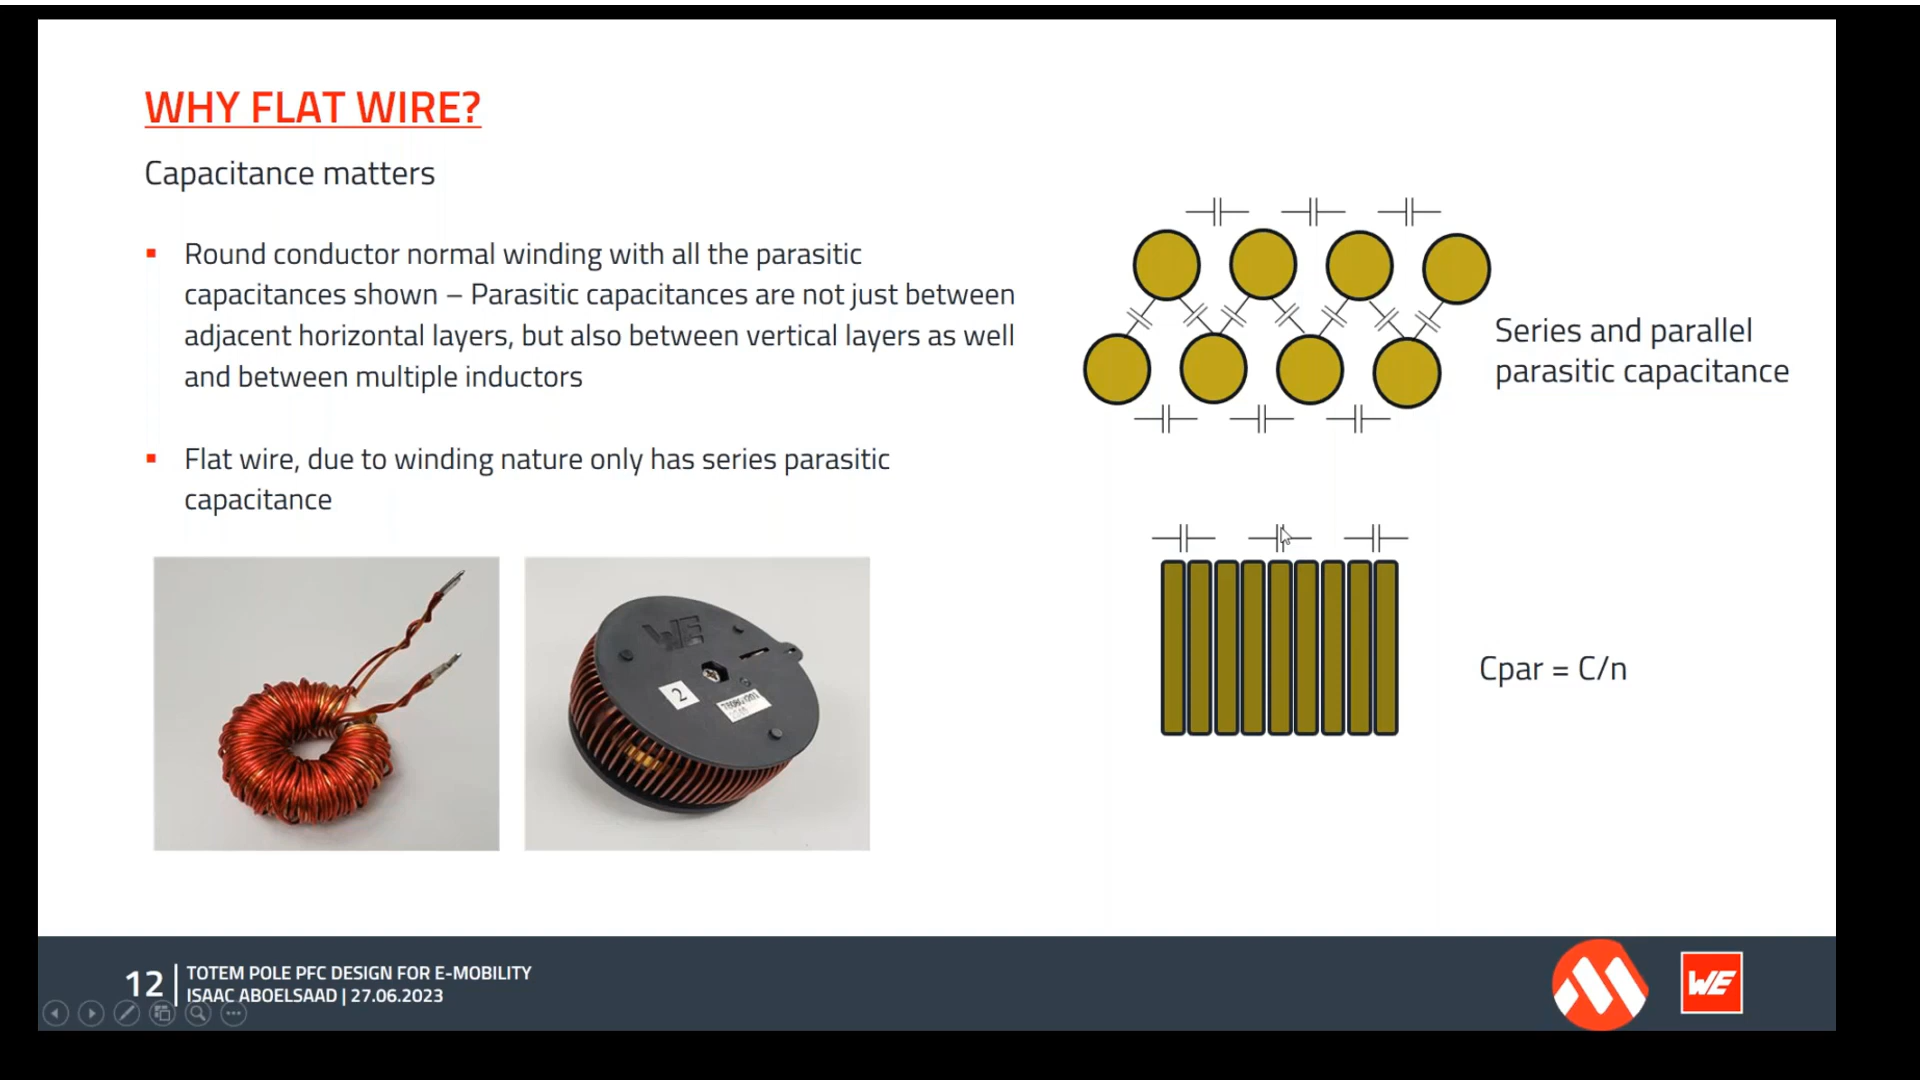 WHY FLAT WIRE?
Capacitance matters
Round conductor normal winding with all the parasitic
capacitances shown – Parasitic capacitances are not just between
adjacent horizontal layers, but also between vertical layers as well
and between multiple inductors
Flat wire, due to winding nature only has series parasitic
capacitance
Series and parallel
parasitic capacitance
Cpar = C/n
WE
2
12
TOTEM POLE PFC DESIGN FOR E-MOBILITY
ISAAC ABOELSAAD | 27.06.2023
WE